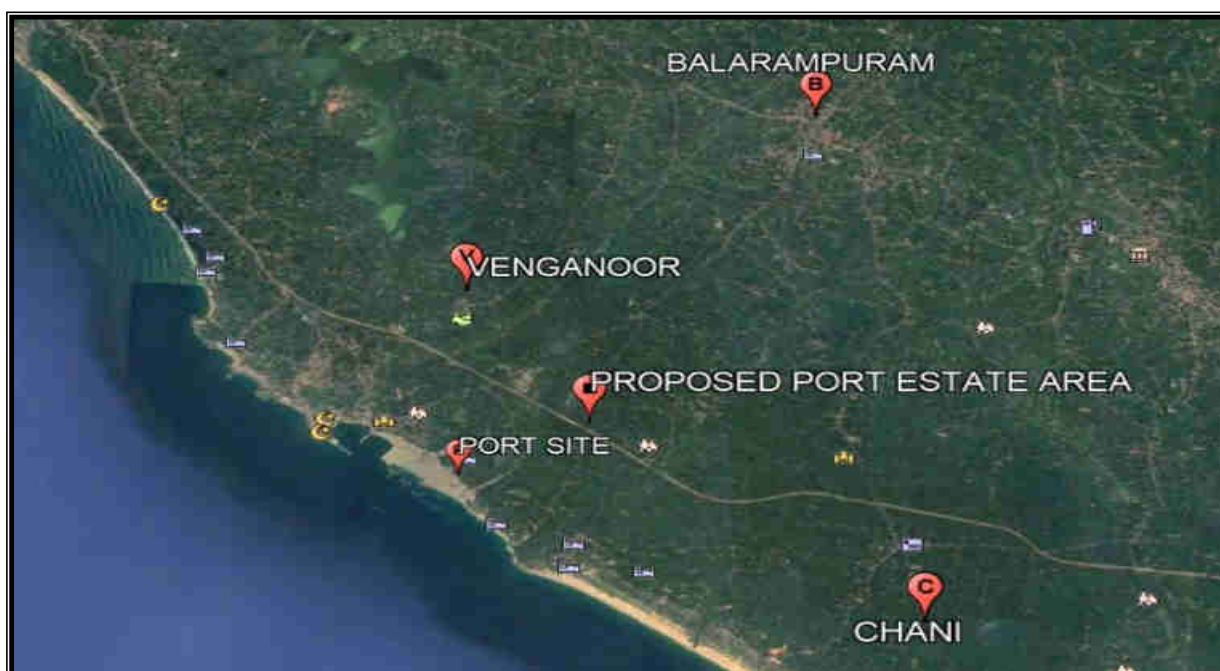 BALARAMPURAM
B
VENGANOOR
PROPOSED PORT ESTATE AREA
PORT SITE
C
CHANI